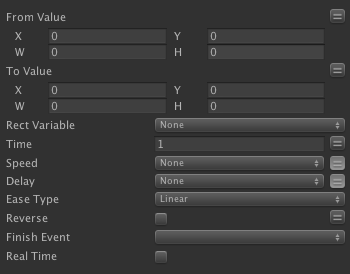 From Value
X 0 Y 0
W 0 H 0
To Value
X 0 Y 0
W 0 H 0
Rect Variable None
Time 1
Speed None
Delay None
Ease Type Linear
Reverse
Finish Event
Real Time